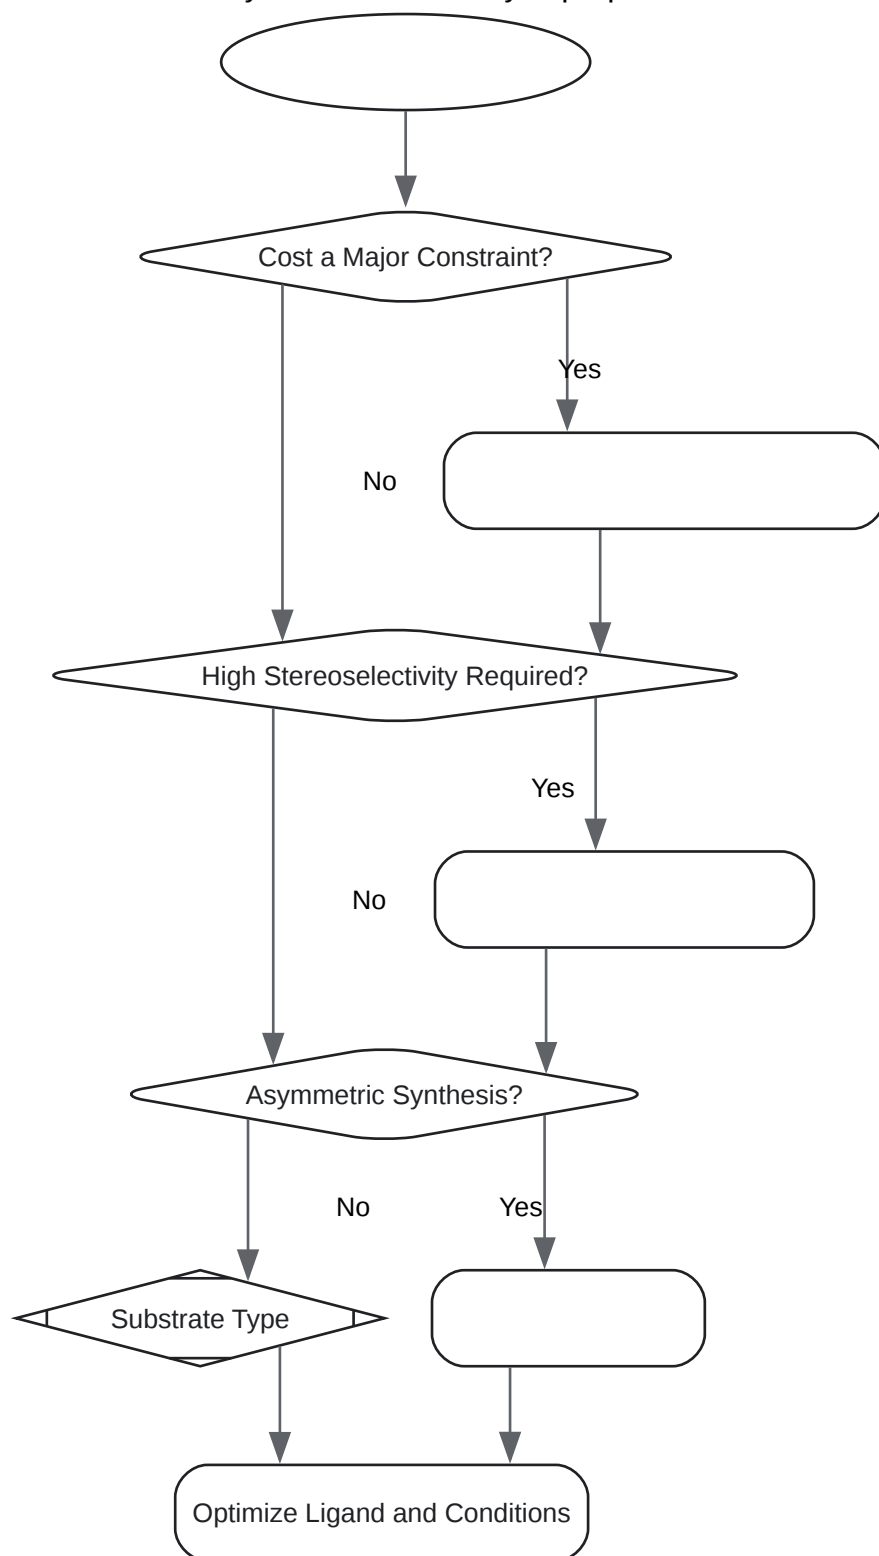 Cost a Major Constraint?
Yes
No
High Stereoselectivity Required?
Yes
No
Asymmetric Synthesis?
No
Yes
Substrate Type
Optimize Ligand and Conditions